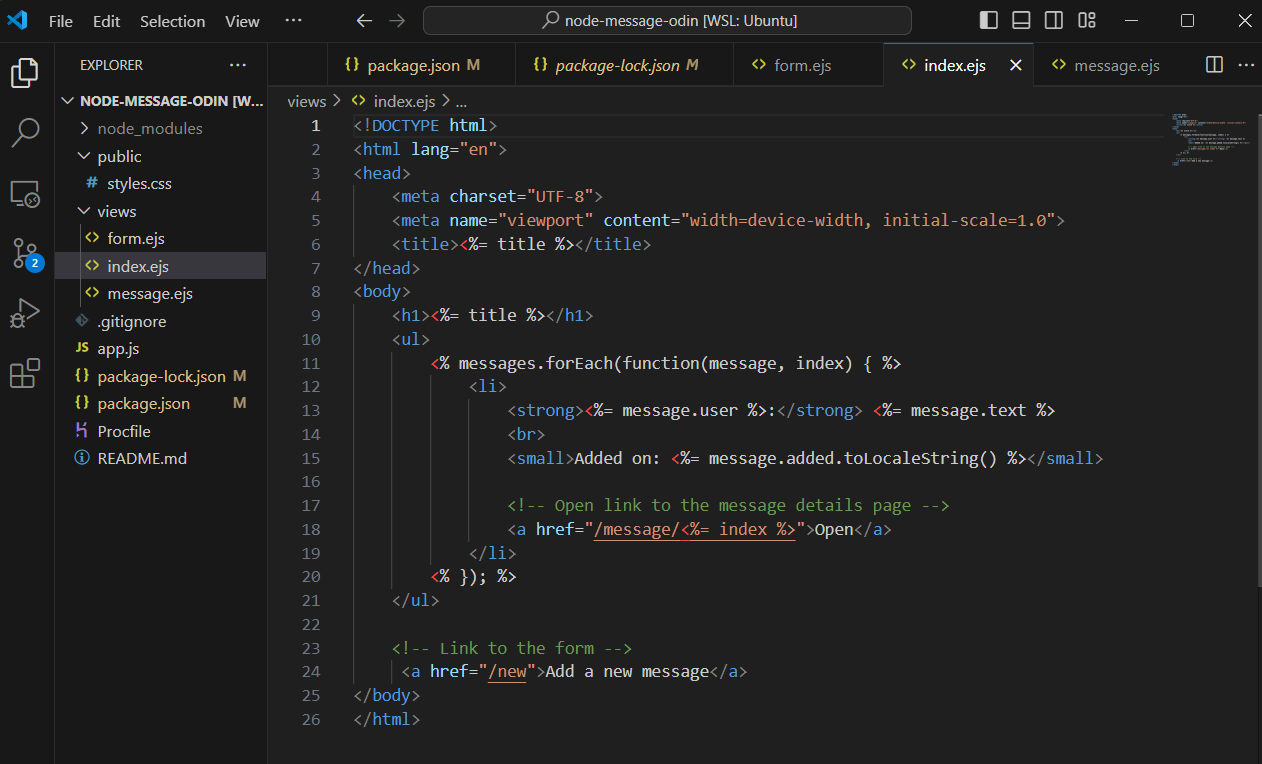 File Edit Selection View ··· node-message-odin [WSL: Ubuntu]
EXPLORER ···
NODE-MESSAGE-ODIN [W...
node_modules
public
# styles.css
views
<> form.ejs
<> index.ejs
<> message.ejs
.gitignore
JS app.js
{} package-lock.json M
{} package.json M
Procfile
README.md
2
{} package.json M {} package-lock.json M <> form.ejs <> index.ejs × <> message.ejs ···
views > <> index.ejs > ...
1 <!DOCTYPE html>
2 <html lang="en">
3 <head>
4 <meta charset="UTF-8">
5 <meta name="viewport" content="width=device-width, initial-scale=1.0">
6 <title><%= title %></title>
7 </head>
8 <body>
9 <h1><%= title %></h1>
10 <ul>
11 <% messages.forEach(function(message, index) { %>
12 <li>
13 <strong><%= message.user %>:</strong> <%= message.text %>
14 <br>
15 <small>Added on: <%= message.added.toLocaleString() %></small>
16
17 <!-- Open link to the message details page -->
18 <a href="/message/<%= index %>">Open</a>
19 </li>
20 <% }); %>
21 </ul>
22
23 <!-- Link to the form -->
24 <a href="/new">Add a new message</a>
25 </body>
26 </html>